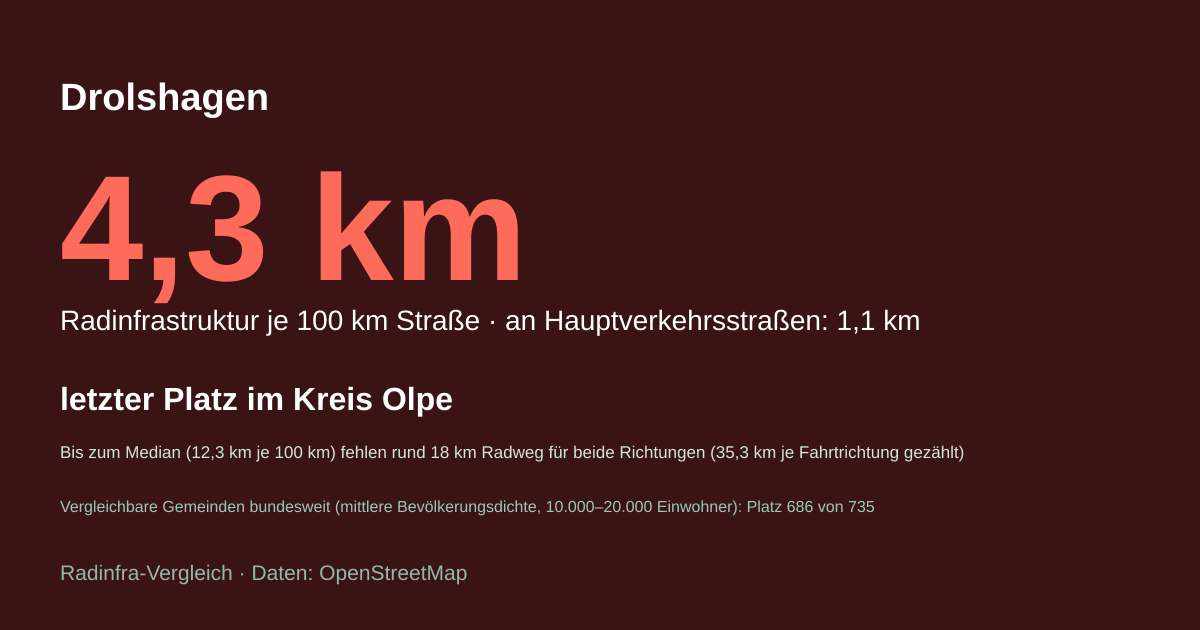 Drolshagen
4,3 km
Radinfrastruktur je 100 km Straße · an Hauptverkehrsstraßen: 1,1 km
letzter Platz im Kreis Olpe
Bis zum Median (12,3 km je 100 km) fehlen rund 18 km Radweg für beide Richtungen (35,3 km je Fahrtrichtung gezählt)
Vergleichbare Gemeinden bundesweit (mittlere Bevölkerungsdichte, 10.000–20.000 Einwohner): Platz 686 von 735
Radinfra-Vergleich · Daten: OpenStreetMap